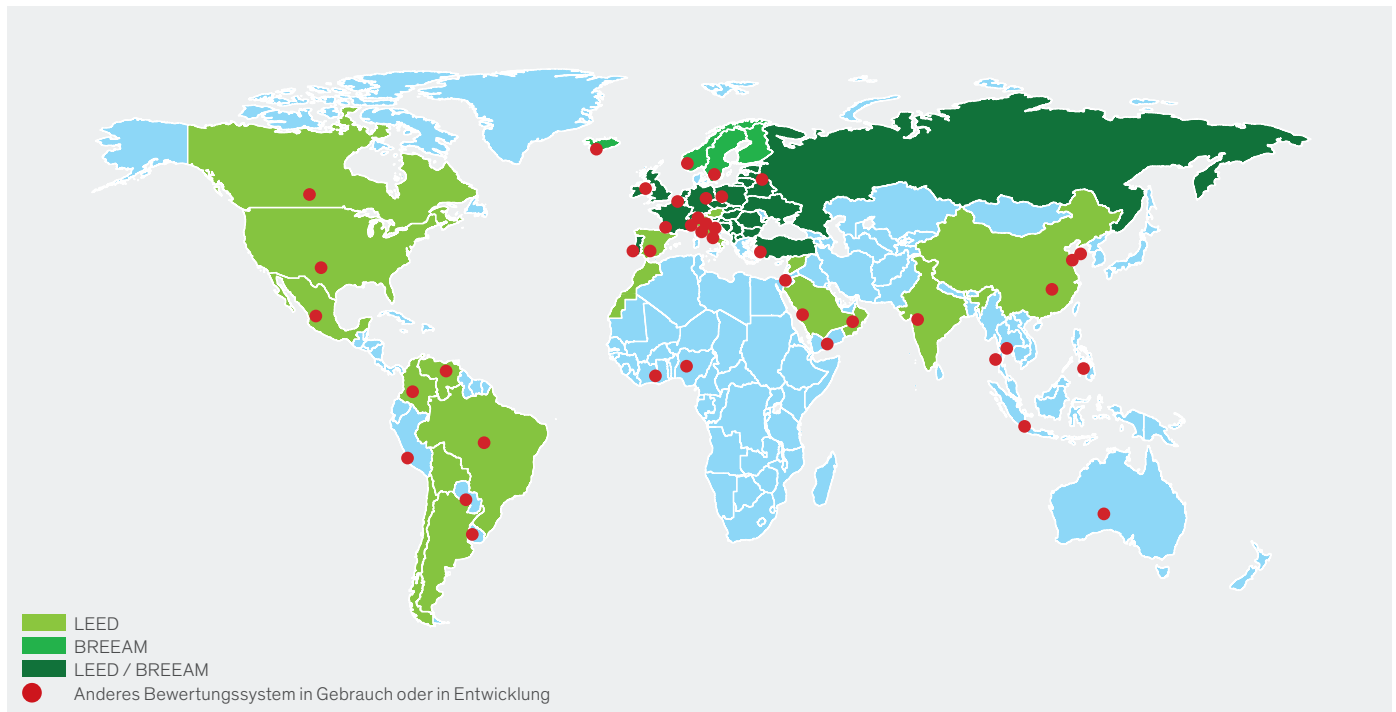 LEED
BREEAM
LEED / BREEAM
Anderes Bewertungssystem in Gebrauch oder in Entwicklung